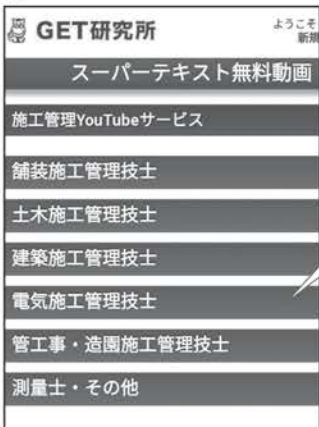 GET研究所
ようこそ
新規
スーパーテキスト無料動画
施工管理YouTubeサービス
舗装施工管理技士
土木施工管理技士
建築施工管理技士
電気施工管理技士
管工事・造園施工管理技士
測量士・その他